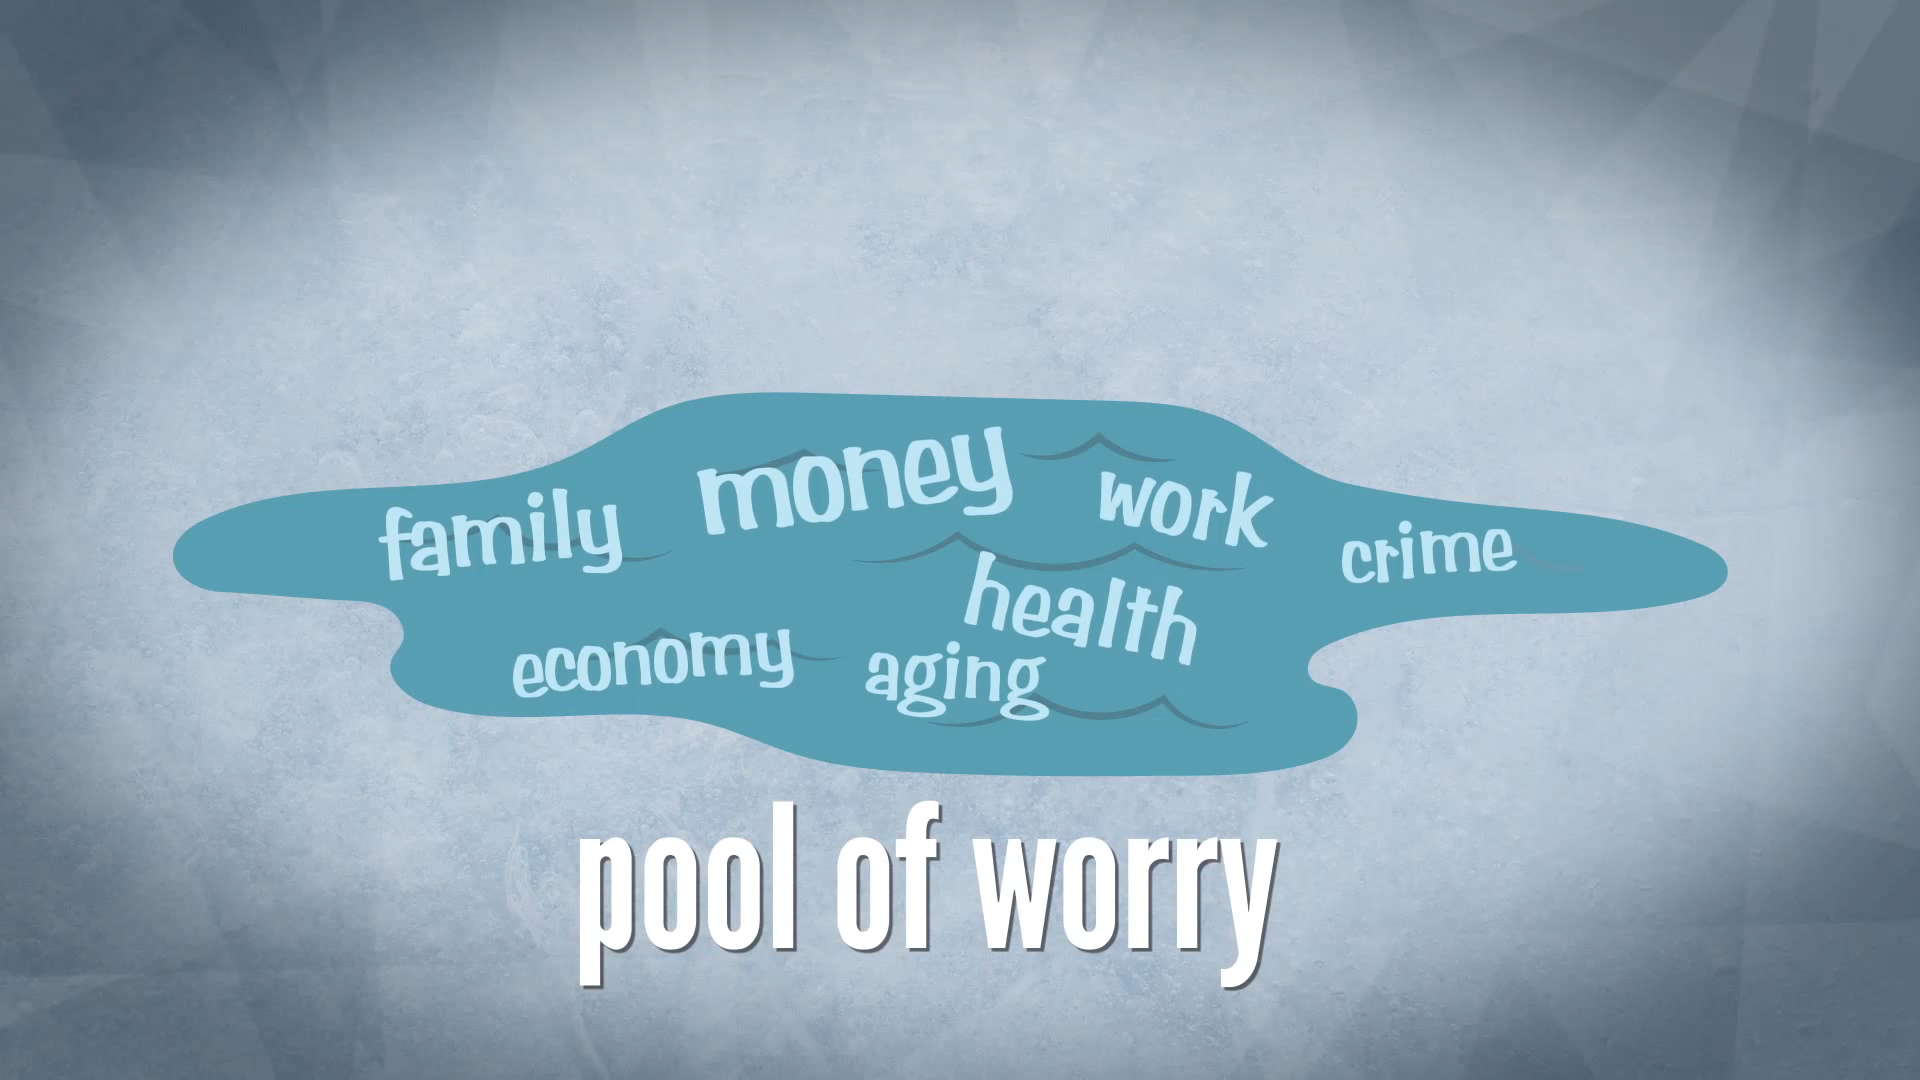 money
work
family
crime
health
economy
aging
pool of worry